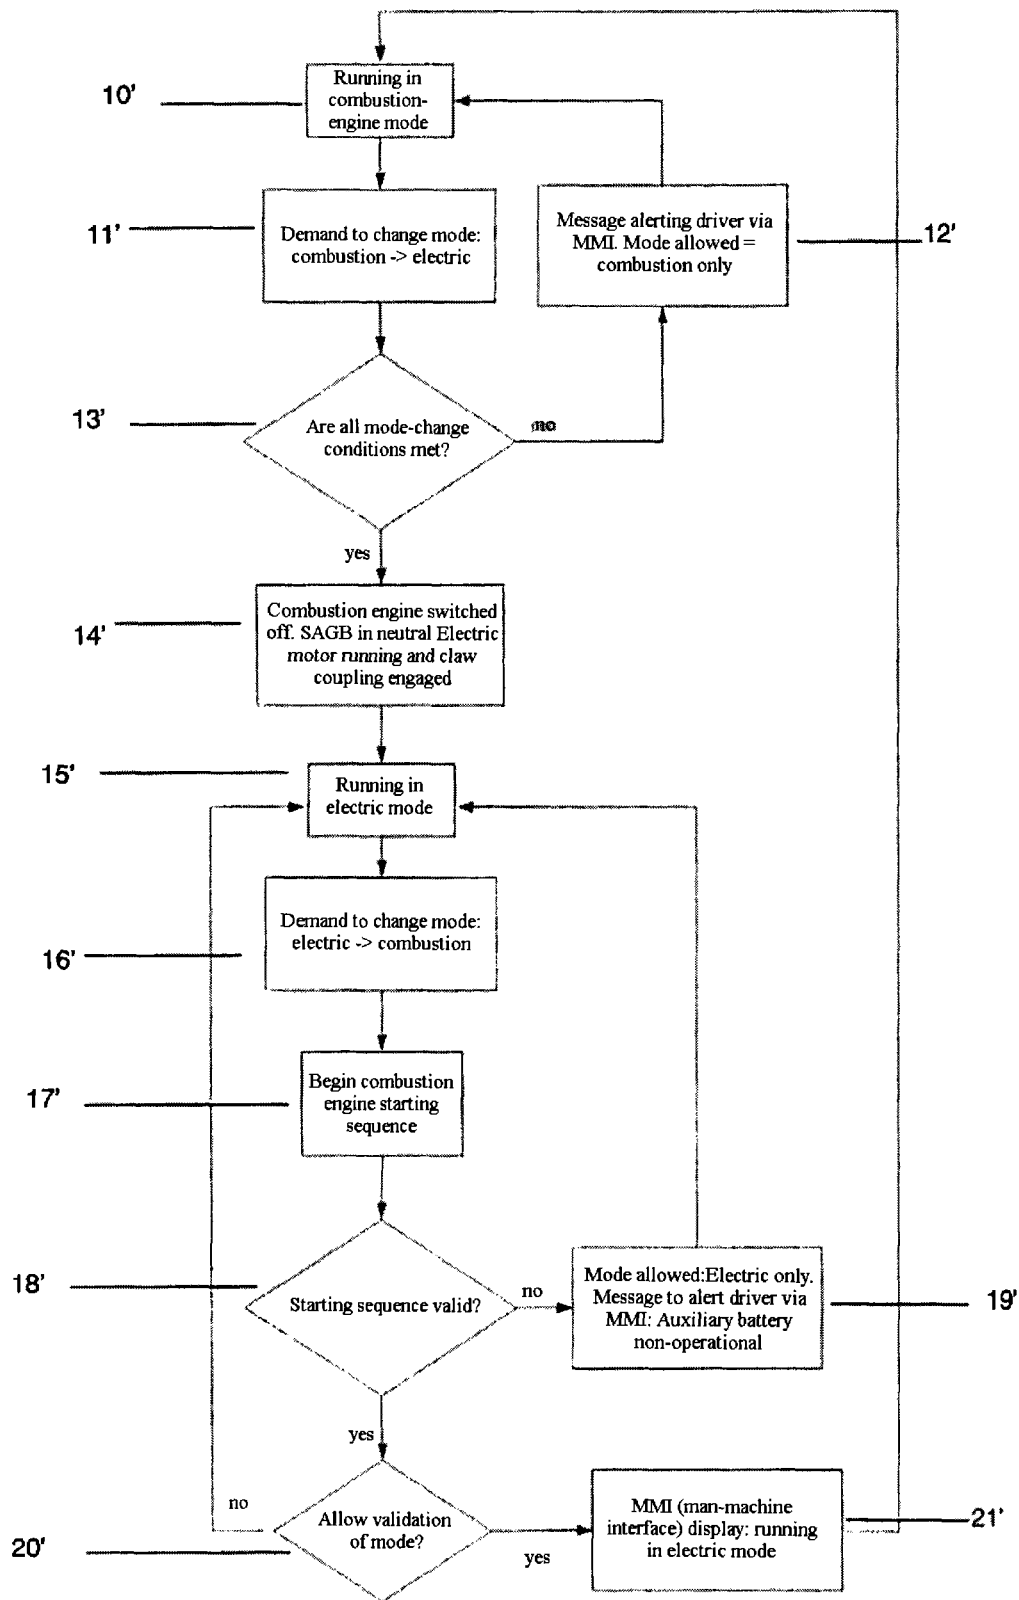 10'
Running in
combustion-
engine mode
11'
Demand to change mode:
combustion -> electric
Message alerting driver via
MMI. Mode allowed =
combustion only
12'
13'
Are all mode-change
conditions met?
no
yes
14'
Combustion engine switched
off. SAGB in neutral Electric
motor running and claw
coupling engaged
15'
Running in
electric mode
16'
Demand to change mode:
electric -> combustion
17'
Begin combustion
engine starting
sequence
18'
Starting sequence valid?
no
Mode allowed:Electric only.
Message to alert driver via
MMI: Auxiliary battery
non-operational
19'
yes
no
20'
Allow validation
of mode?
yes
MMI (man-machine
interface) display: running
in electric mode
21'